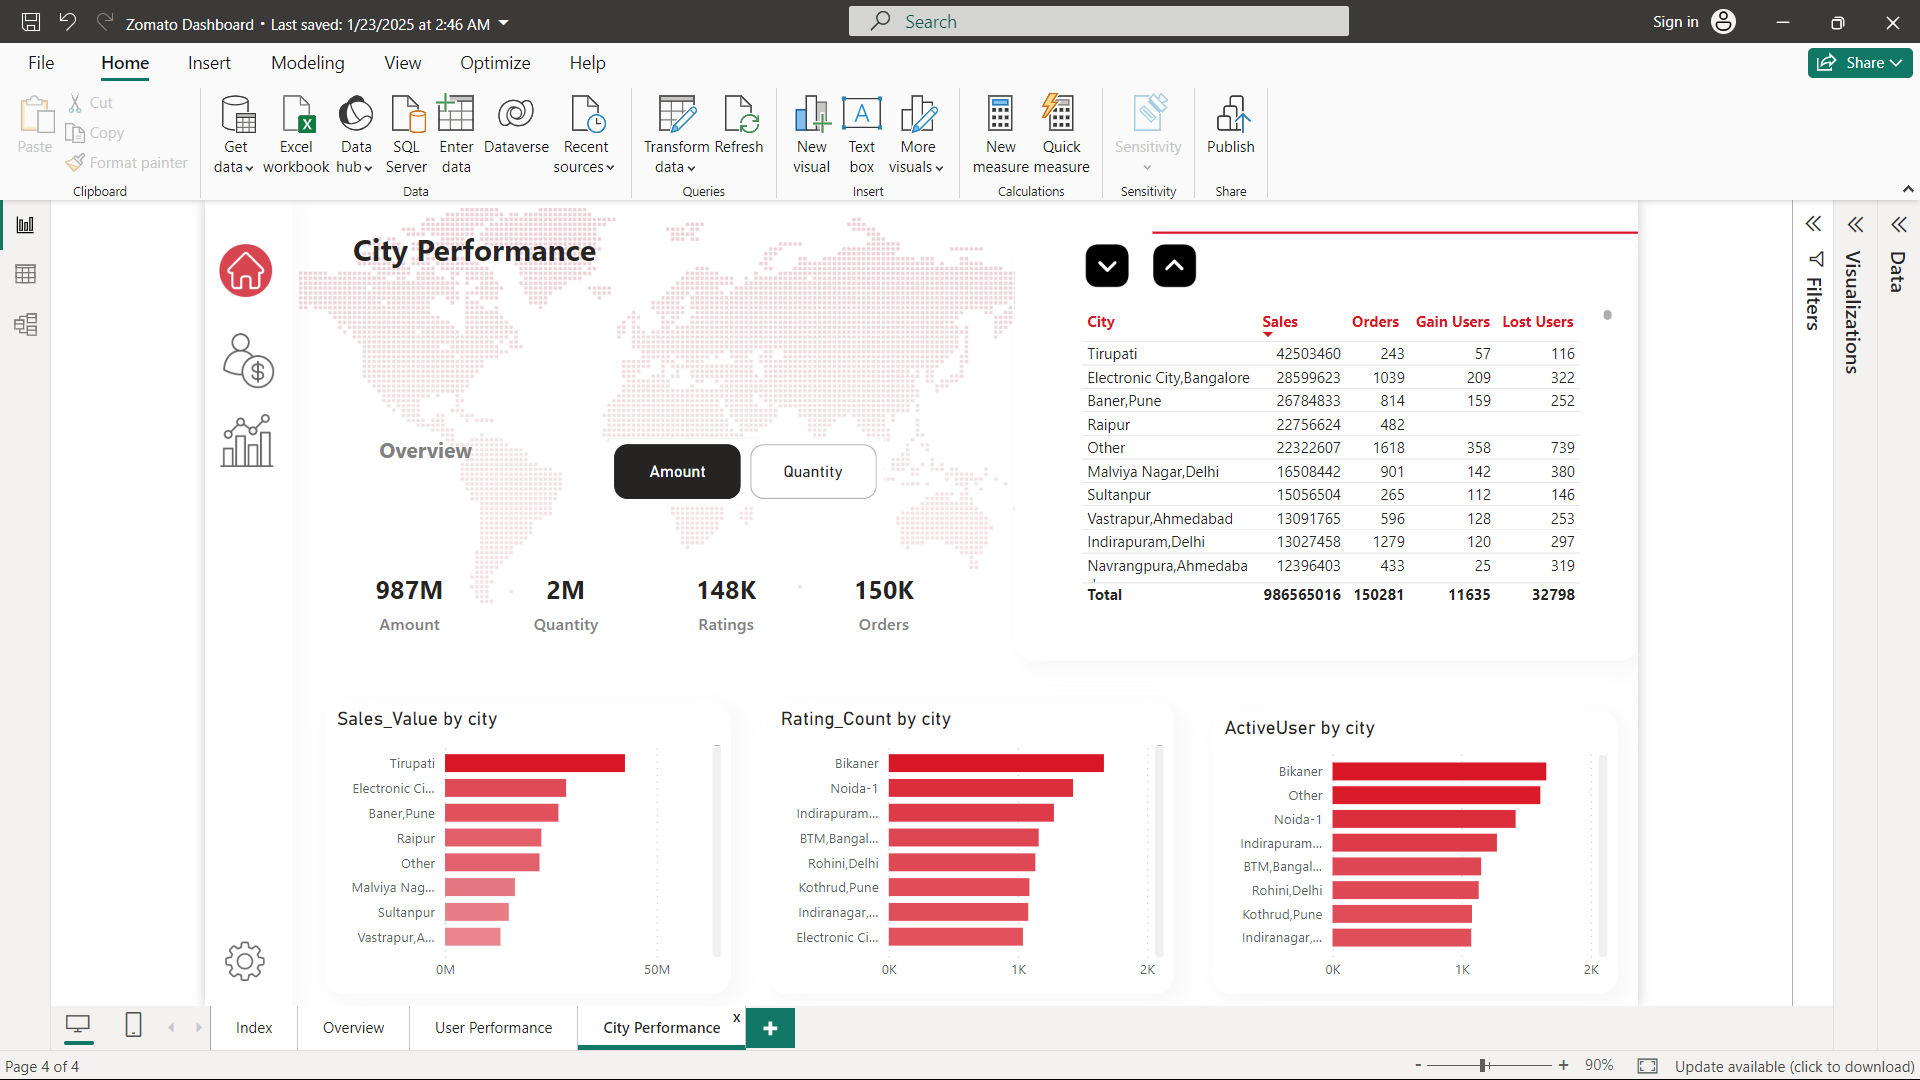 Zomato Dashboard • Last saved: 1/23/2025 at 2:46 AM
Search
Sign in
File Home Insert Modeling View Optimize Help
Share
Paste
Cut
Copy
Format painter
Clipboard
Get data
Excel workbook
Data hub
SQL Server
Enter data
Dataverse
Recent sources
Data
Transform data
Refresh
Queries
New visual
Text box
More visuals
Insert
New measure
Quick measure
Calculations
Sensitivity
Sensitivity
Publish
Share
City Performance
Overview
Amount
Quantity
987M
Amount
2M
Quantity
148K
Ratings
150K
Orders
City Sales Orders Gain Users Lost Users
Tirupati 42503460 243 57 116
Electronic City,Bangalore 28599623 1039 209 322
Baner,Pune 26784833 814 159 252
Raipur 22756624 482
Other 22322607 1618 358 739
Malviya Nagar,Delhi 16508442 901 142 380
Sultanpur 15056504 265 112 146
Vastrapur,Ahmedabad 13091765 596 128 253
Indirapuram,Delhi 13027458 1279 120 297
Navrangpura,Ahmedaba 12396403 433 25 319
Total 986565016 150281 11635 32798
Filters
Visualizations
Data
Sales_Value by city
Tirupati
Electronic Ci...
Baner,Pune
Raipur
Other
Malviya Nag...
Sultanpur
Vastrapur,A...
0M 50M
Rating_Count by city
Bikaner
Noida-1
Indirapuram...
BTM,Bangal...
Rohini,Delhi
Kothrud,Pune
Indiranagar,...
Electronic Ci...
0K 1K 2K
ActiveUser by city
Bikaner
Other
Noida-1
Indirapuram...
BTM,Bangal...
Rohini,Delhi
Kothrud,Pune
Indiranagar,...
0K 1K 2K
Index Overview User Performance City Performance x +
Page 4 of 4
- + 90%
Update available (click to download)